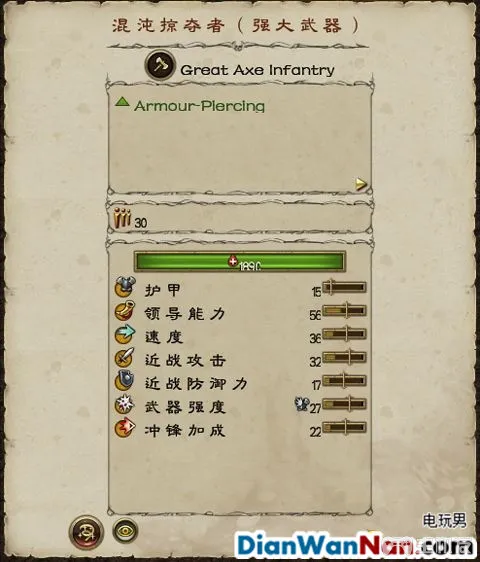 混沌掠夺者（强大武器）
Great Axe Infantry
Armour-Piercing
30
1890
护甲 15
领导能力 56
速度 36
近战攻击 32
近战防御力 17
武器强度 27
冲锋加成 22
电玩男
DianWanNan.com